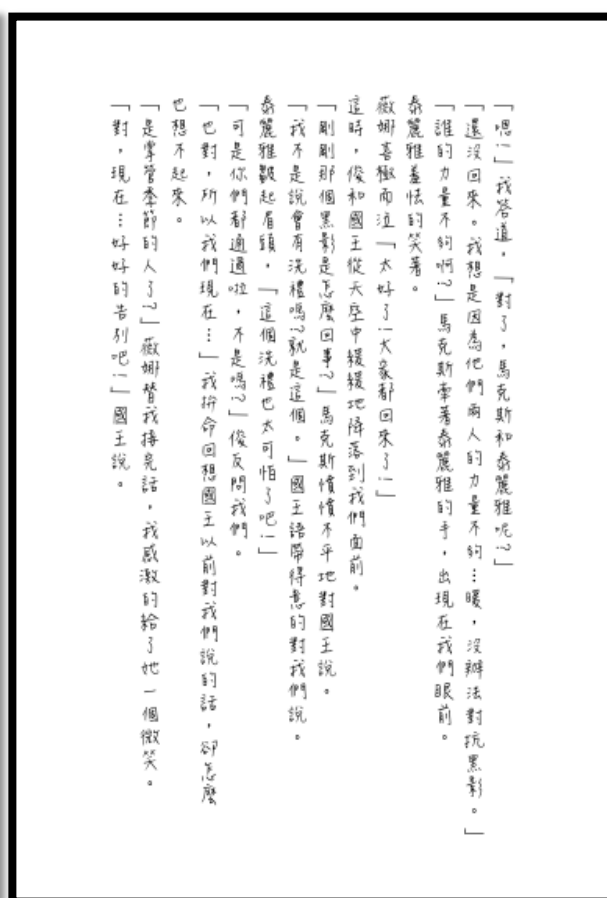 「嗯!」我答道,「對了,馬克斯和泰麗雅呢?」
「還沒回來。我想是因為他們兩人的力量不夠…暖,沒辦法對抗黑影。」
「誰的力量不夠啊?」馬克斯牽著泰麗雅的手,出現在我們眼前。
泰麗雅羞怯的笑著。
薇娜喜極而泣「太好了!大家都回來了!」
這時,俊和國王從天空中緩緩地降落到我們面前。
「剛剛那個黑影是怎麼回事?」馬克斯憤憤不平地對國王說。
「我不是說會有洗禮嗎?就是這個。」國王語帶得意的對我們說。
泰麗雅皺起眉頭,「這個洗禮也太可怕了吧!」
「可是你們都通過啦,不是嗎?」俊反問我們。
「也對,所以我們現在…」我拚命回想國王以前對我們說的話,卻怎麼
也想不起來。
「是掌管季節的人了?」薇娜替我接完話,我感激的給了她一個微笑。
「對,現在…好好的告別吧!」國王說。